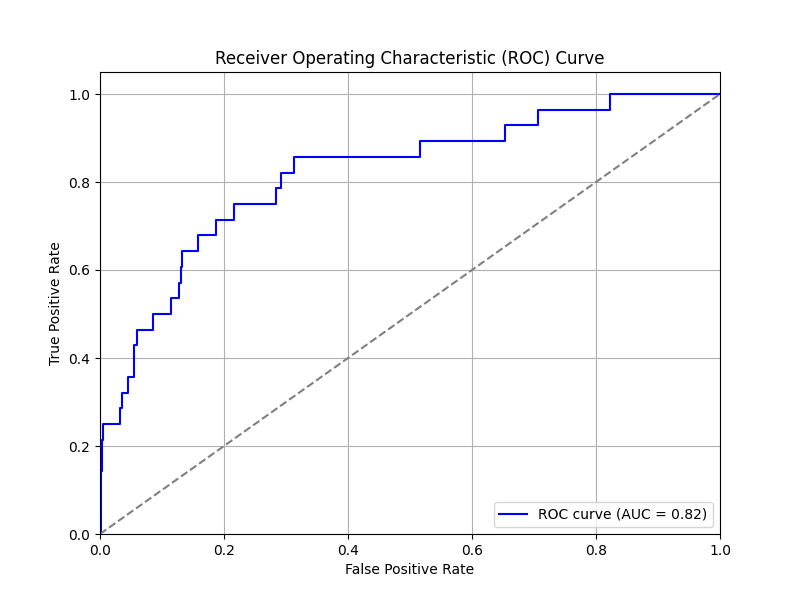 Receiver Operating Characteristic (ROC) Curve
True Positive Rate
1.0
0.8
0.6
0.4
0.2
0.0
0.0 0.2 0.4 0.6 0.8 1.0
False Positive Rate
ROC curve (AUC = 0.82)